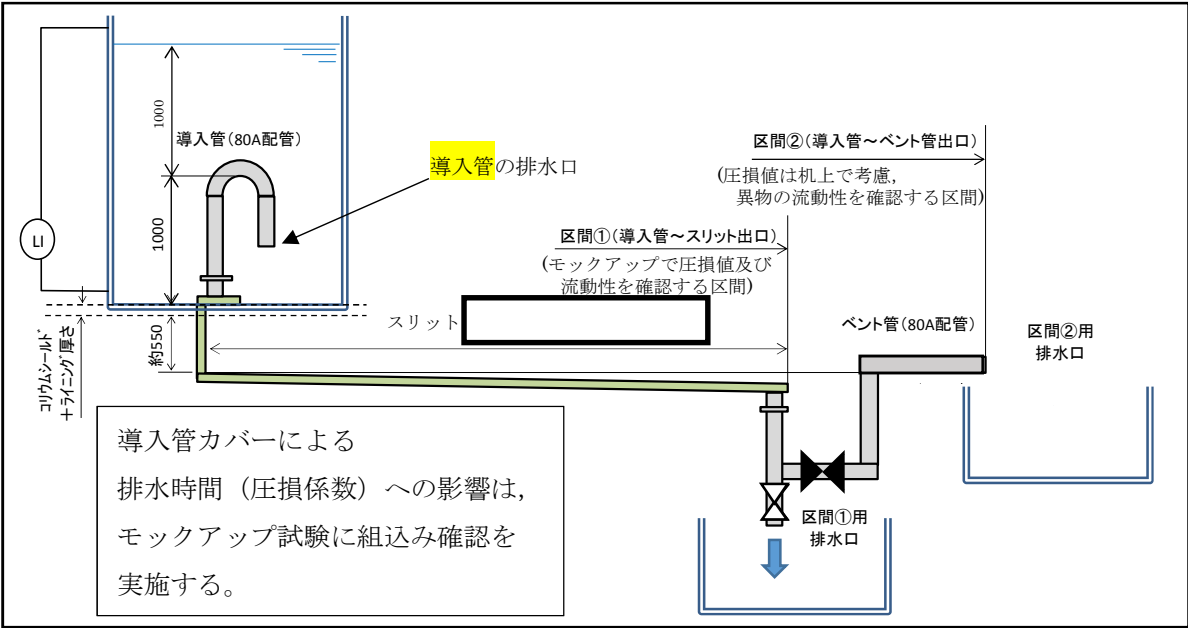 1000
導入管(80A配管)
導入管の排水口
1000
LI
コリウムシールド
+ライニング厚さ
約550
スリット
区間①(導入管～スリット出口)
(モックアップで圧損値及び
流動性を確認する区間)
区間②(導入管～ベント管出口)
(圧損値は机上で考慮,
異物の流動性を確認する区間)
ベント管(80A配管)
区間②用
排水口
区間①用
排水口
導入管カバーによる
排水時間（圧損係数）への影響は,
モックアップ試験に組込み確認を
実施する。